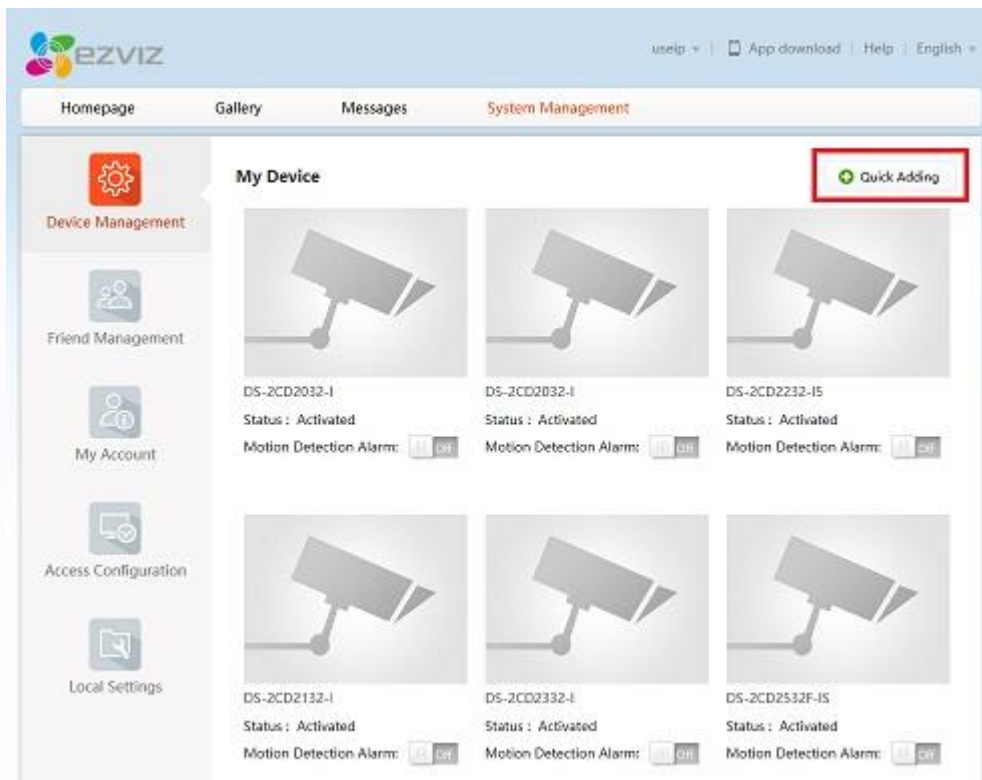 ezviz
useip
App download
Help
English
Homepage
Gallery
Messages
System Management
Device Management
Friend Management
My Account
Access Configuration
Local Settings
My Device
Quick Adding
DS-2CD2032-I
Status : Activated
Motion Detection Alarm: Off
DS-2CD2032-I
Status : Activated
Motion Detection Alarm: Off
DS-2CD2232-I5
Status : Activated
Motion Detection Alarm: Off
DS-2CD2132-I
Status : Activated
Motion Detection Alarm: Off
DS-2CD2332-I
Status : Activated
Motion Detection Alarm: Off
DS-2CD2532F-IS
Status : Activated
Motion Detection Alarm: Off